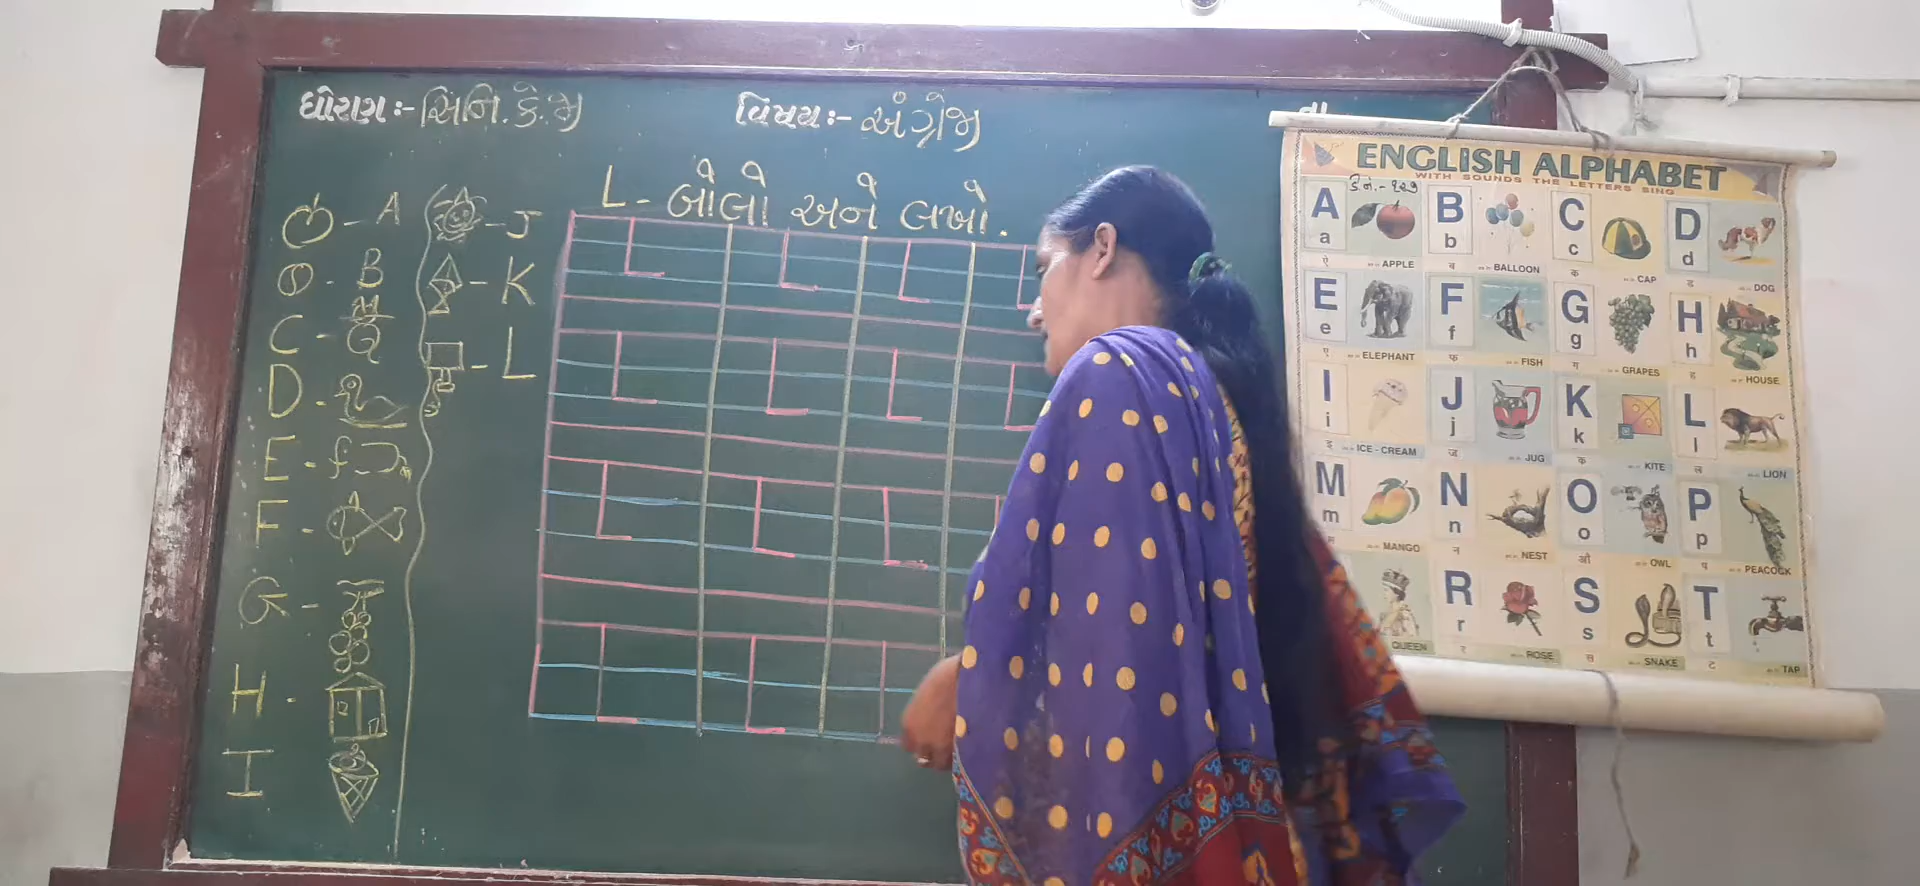 ધોરણ:- સિનિ. કે. જી
વિષય:- અંગ્રેજી
તા
L - બોલો અને લખો.
A
B
C -
D -
E -
F -
G -
H -
I
- J
- K
- L
L L L L
L L L
L L L
L L L
ENGLISH ALPHABET
WITH SOUNDS THE LETTERS SING
A a APPLE B b BALLOON C c CAP D d DOG
E e ELEPHANT F f FISH G g GRAPES H h HOUSE
I i ICE - CREAM J j JUG K k KITE L l LION
M m MANGO N n NEST O o OWL P p PEACOCK
QUEEN R r ROSE S s SNAKE T t TAP